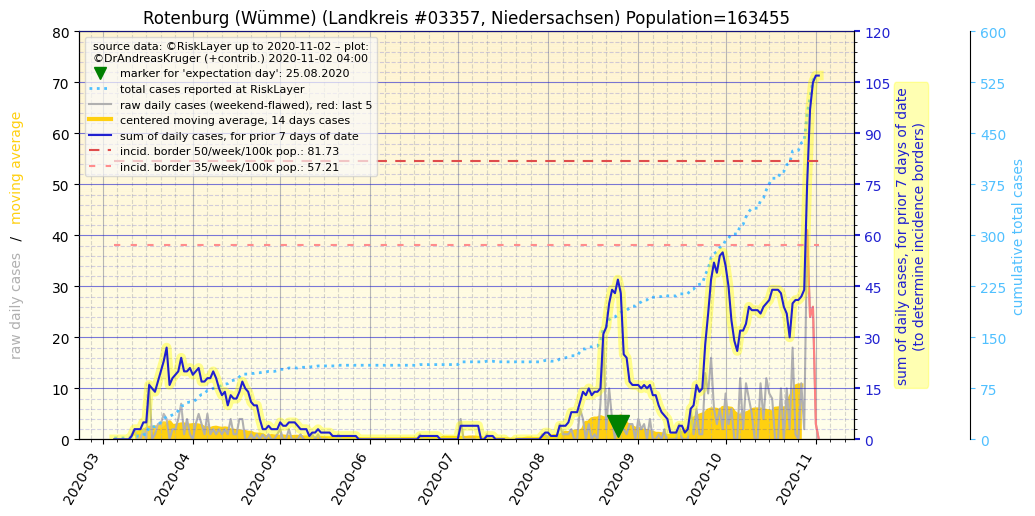 Rotenburg (Wümme) (Landkreis #03357, Niedersachsen) Population=163455
source data: ©RiskLayer up to 2020-11-02 – plot:
©DrAndreasKruger (+contrib.) 2020-11-02 04:00
marker for 'expectation day': 25.08.2020
total cases reported at RiskLayer
raw daily cases (weekend-flawed), red: last 5
centered moving average, 14 days cases
sum of daily cases, for prior 7 days of date
incid. border 50/week/100k pop.: 81.73
incid. border 35/week/100k pop.: 57.21
raw daily cases / moving average
80
70
60
50
40
30
20
10
0
2020-03
2020-04
2020-05
2020-06
2020-07
2020-08
2020-09
2020-10
2020-11
120
105
90
75
60
45
30
15
0
sum of daily cases, for prior 7 days of date
(to determine incidence borders)
600
525
450
375
300
225
150
75
0
cumulative total cases